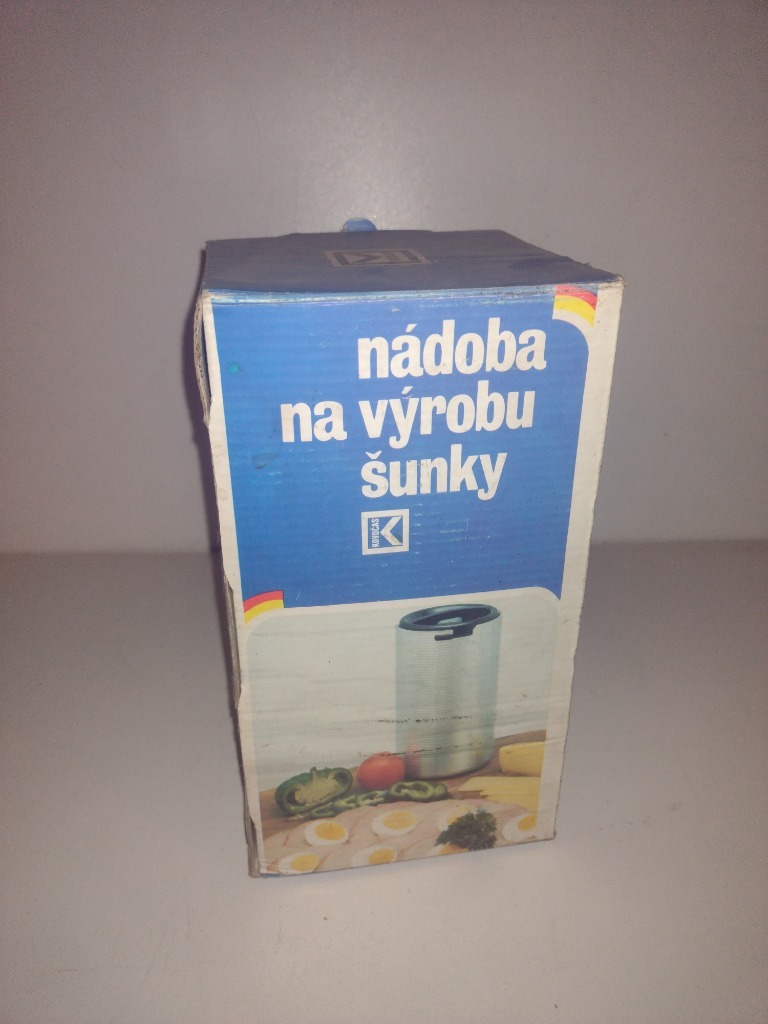 nádoba
na výrobu
šunky
KOVOČAS